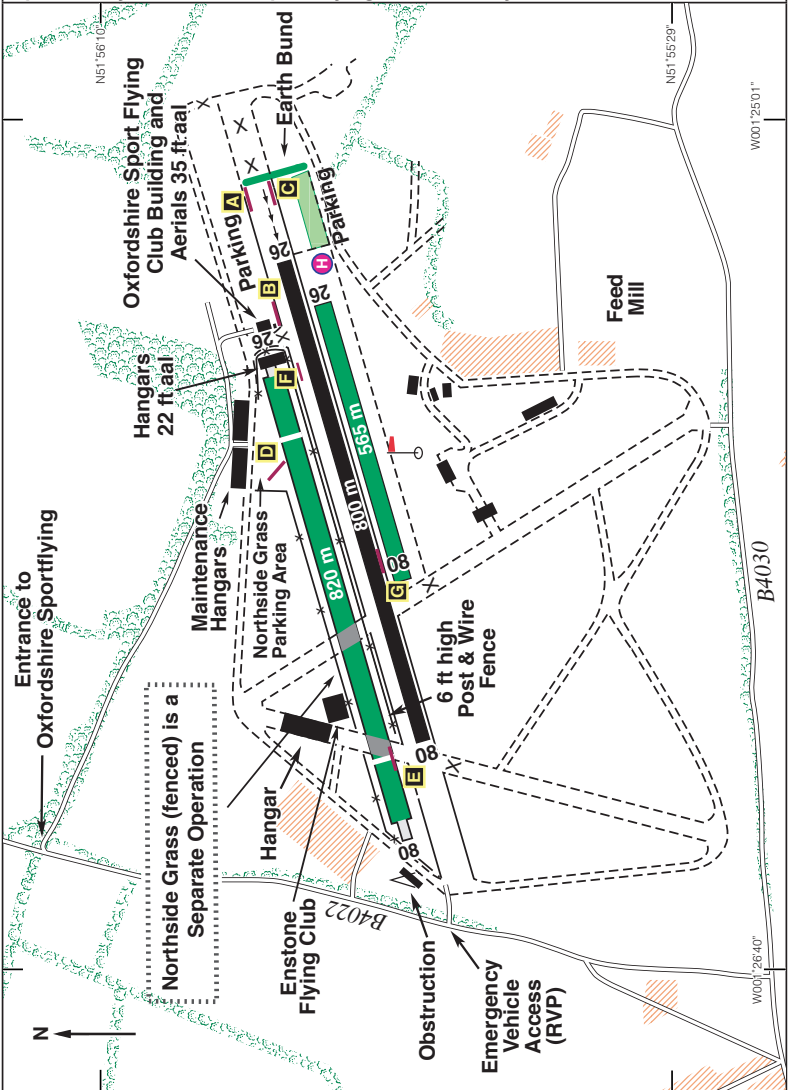 N
Entrance to
Oxfordshire Sportflying
N51°56'10"
Northside Grass (fenced) is a
Separate Operation
Hangars
22 ft aal
Oxfordshire Sport Flying
Club Building and
Aerials 35 ft aal
Maintenance
Hangars
Northside Grass
Parking Area
Hangar
Enstone
Flying Club
B4022
Parking
Earth Bund
A
B
C
D
E
F
G
H
Parking
08
820 m
26
08
800 m
26
08
565 m
26
Obstruction
Emergency
Vehicle
Access
(RVP)
6 ft high
Post & Wire
Fence
Feed
Mill
B4030
N51°55'29"
W001°26'40"
W001°25'01"